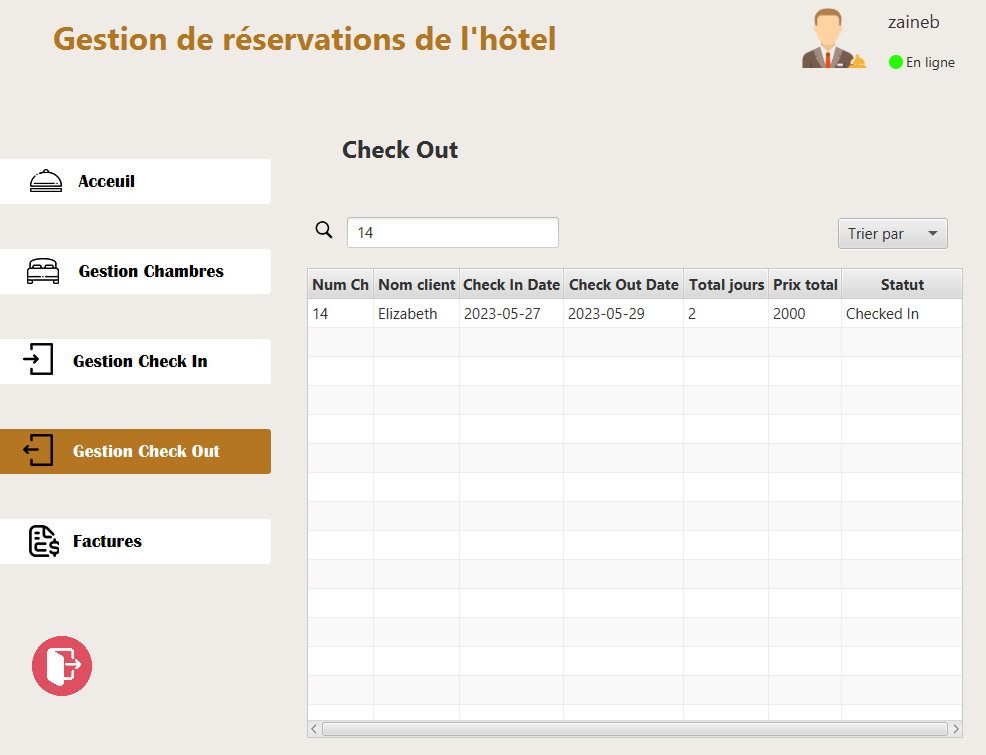 Gestion de réservations de l'hôtel
zaineb
En ligne
Check Out
Acceuil
Gestion Chambres
Gestion Check In
Gestion Check Out
Factures
14
Trier par
Num Ch Nom client Check In Date Check Out Date Total jours Prix total Statut
14 Elizabeth 2023-05-27 2023-05-29 2 2000 Checked In